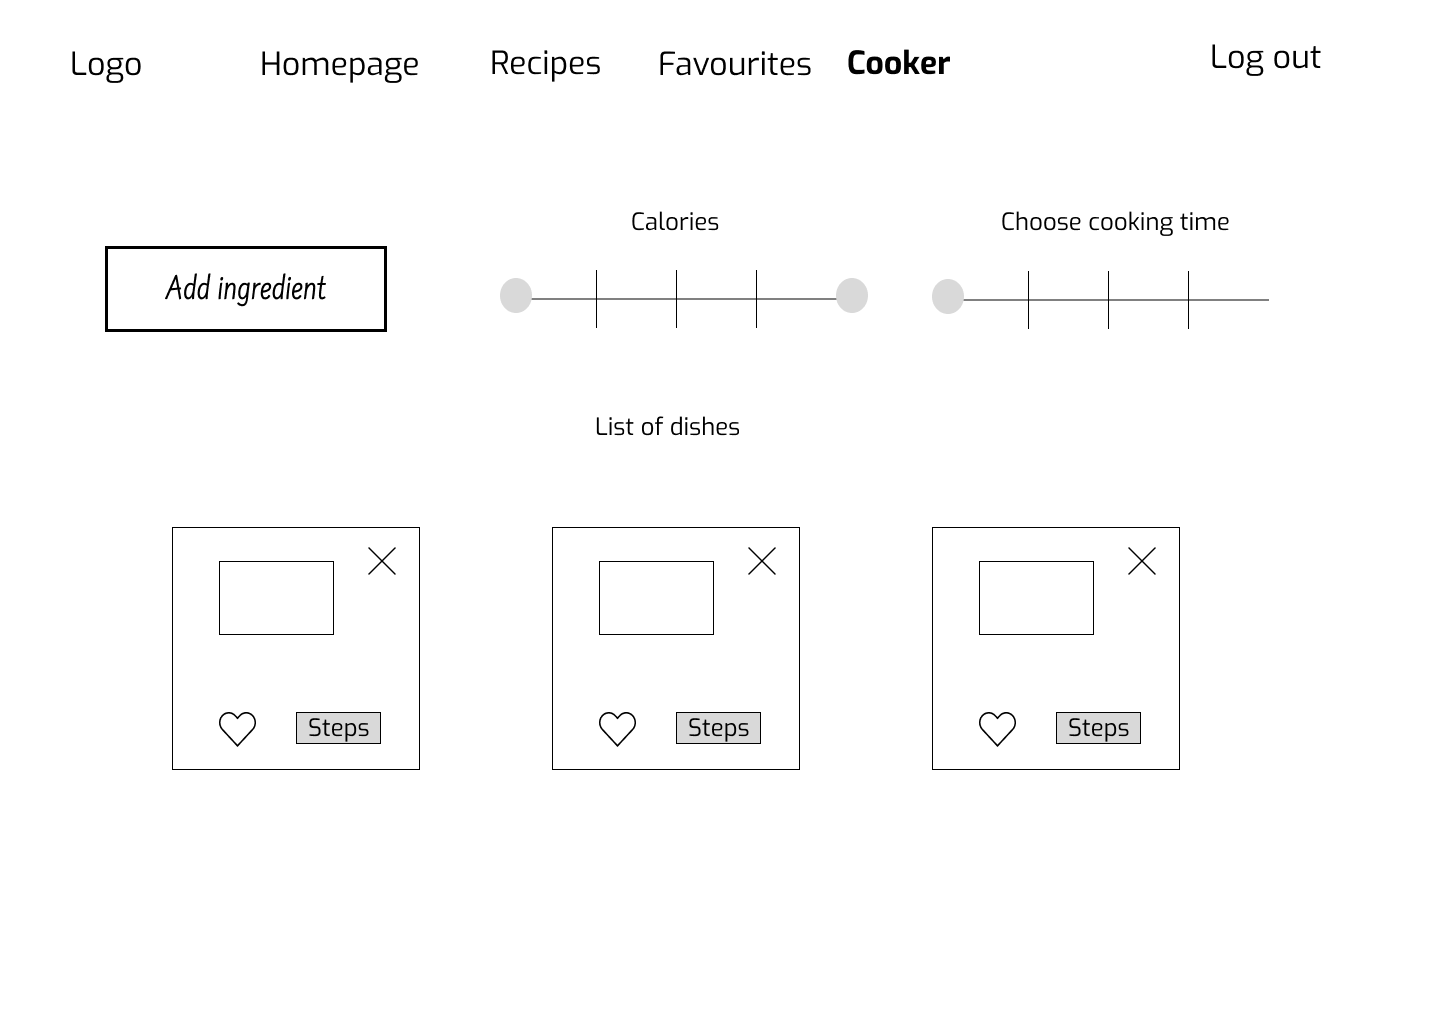 Logo
Homepage
Recipes
Favourites
Cooker
Log out
Calories
Choose cooking time
Add ingredient
List of dishes
Steps
Steps
Steps